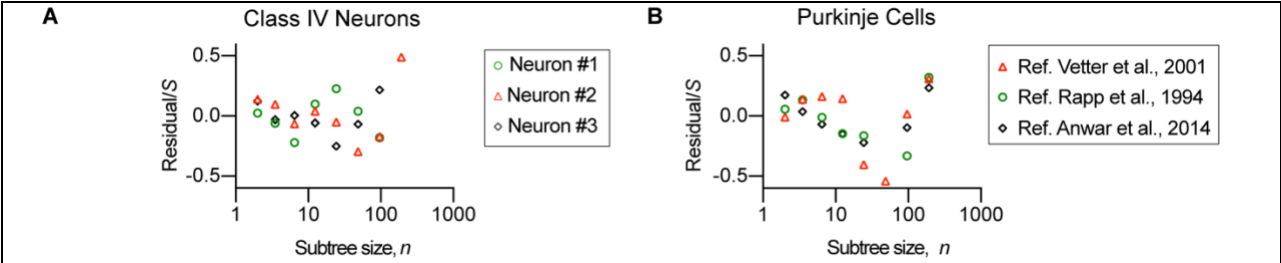 A
Class IV Neurons
0.5
0.0
-0.5
Residual/S
1
10
100
1000
Subtree size, n
Neuron #1
Neuron #2
Neuron #3
B
Purkinje Cells
0.5
0.0
-0.5
Residual/S
1
10
100
1000
Subtree size, n
Ref. Vetter et al., 2001
Ref. Rapp et al., 1994
Ref. Anwar et al., 2014